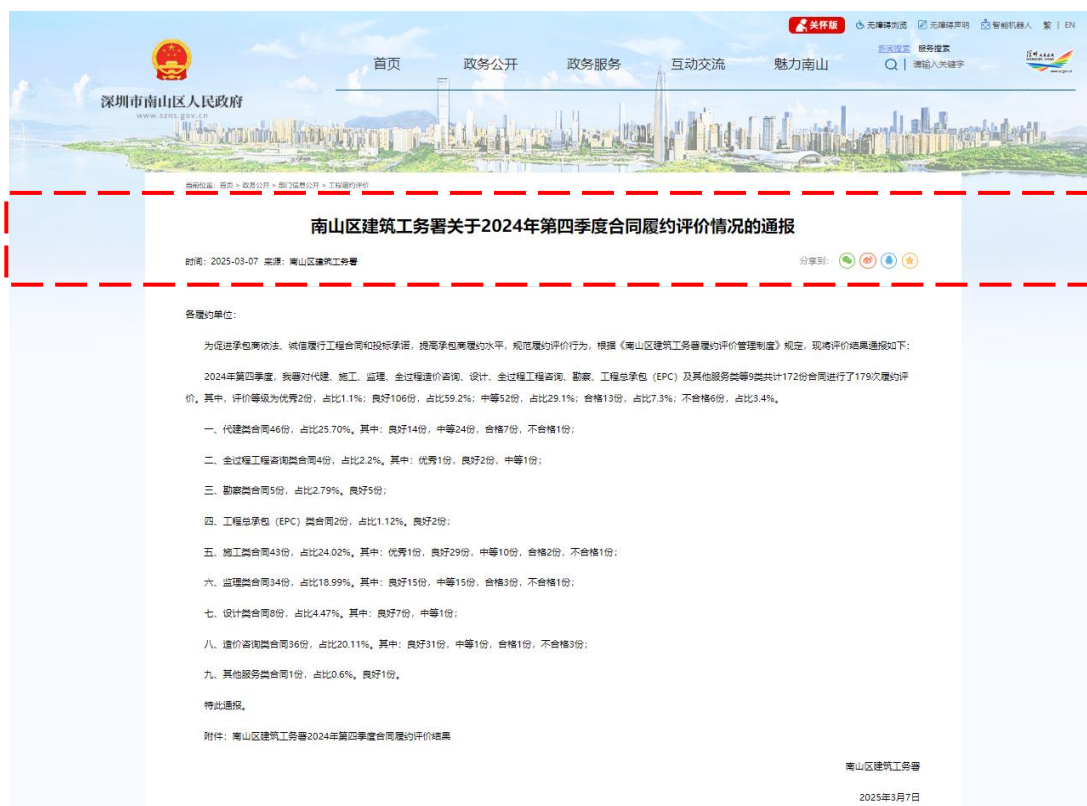 关怀版 无障碍浏览 无障碍声明 智能机器人 繁 | EN
新闻搜索 服务搜索
首页 政务公开 政务服务 互动交流 魅力南山 请输入关键字
深圳市南山区人民政府
www.szns.gov.cn
当前位置：首页 > 政务公开 > 部门信息公开 > 工程履约评价
南山区建筑工务署关于2024年第四季度合同履约评价情况的通报
时间：2025-03-07 来源：南山区建筑工务署 分享到：
各履约单位：
为促进承包商依法、诚信履行工程合同和投标承诺，提高承包商履约水平，规范履约评价行为，根据《南山区建筑工务署履约评价管理制度》规定，现将评价结果通报如下：
2024年第四季度，我署对代建、施工、监理、全过程造价咨询、设计、全过程工程咨询、勘察、工程总承包（EPC）及其他服务类等9类共计172份合同进行了179次履约评
价。其中，评价等级为优秀2份，占比1.1%；良好106份，占比59.2%；中等52份，占比29.1%；合格13份，占比7.3%；不合格6份，占比3.4%。
一、代建类合同46份，占比25.70%。其中：良好14份，中等24份，合格7份，不合格1份；
二、全过程工程咨询类合同4份，占比2.2%。其中：优秀1份，良好2份，中等1份；
三、勘察类合同5份，占比2.79%。良好5份；
四、工程总承包（EPC）类合同2份，占比1.12%。良好2份；
五、施工类合同43份，占比24.02%。其中：优秀1份，良好29份，中等10份，合格2份，不合格1份；
六、监理类合同34份，占比18.99%。其中：良好15份，中等15份，合格3份，不合格1份；
七、设计类合同8份，占比4.47%。其中：良好7份，中等1份；
八、造价咨询类合同36份，占比20.11%。其中：良好31份，中等1份，合格1份，不合格3份；
九、其他服务类合同1份，占比0.6%。良好1份。
特此通报。
附件：南山区建筑工务署2024年第四季度合同履约评价结果
南山区建筑工务署
2025年3月7日